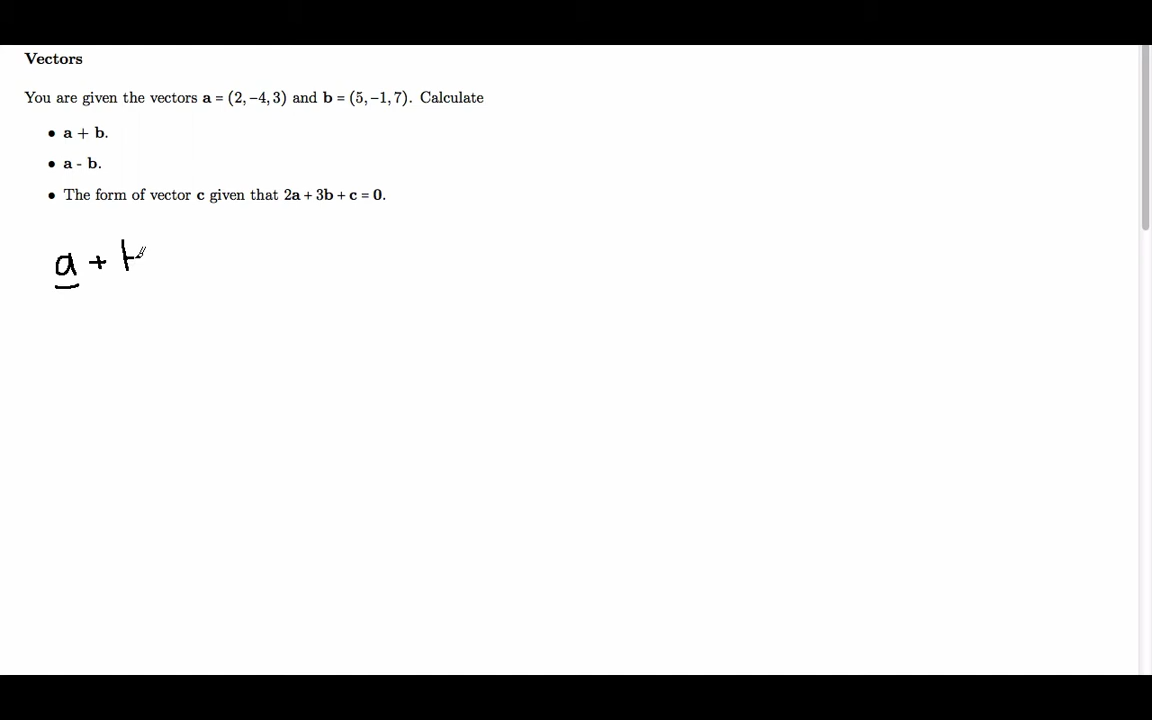 Vectors
You are given the vectors a = (2, −4, 3) and b = (5, −1, 7). Calculate
• a + b.
• a - b.
• The form of vector c given that 2a + 3b + c = 0.
a +